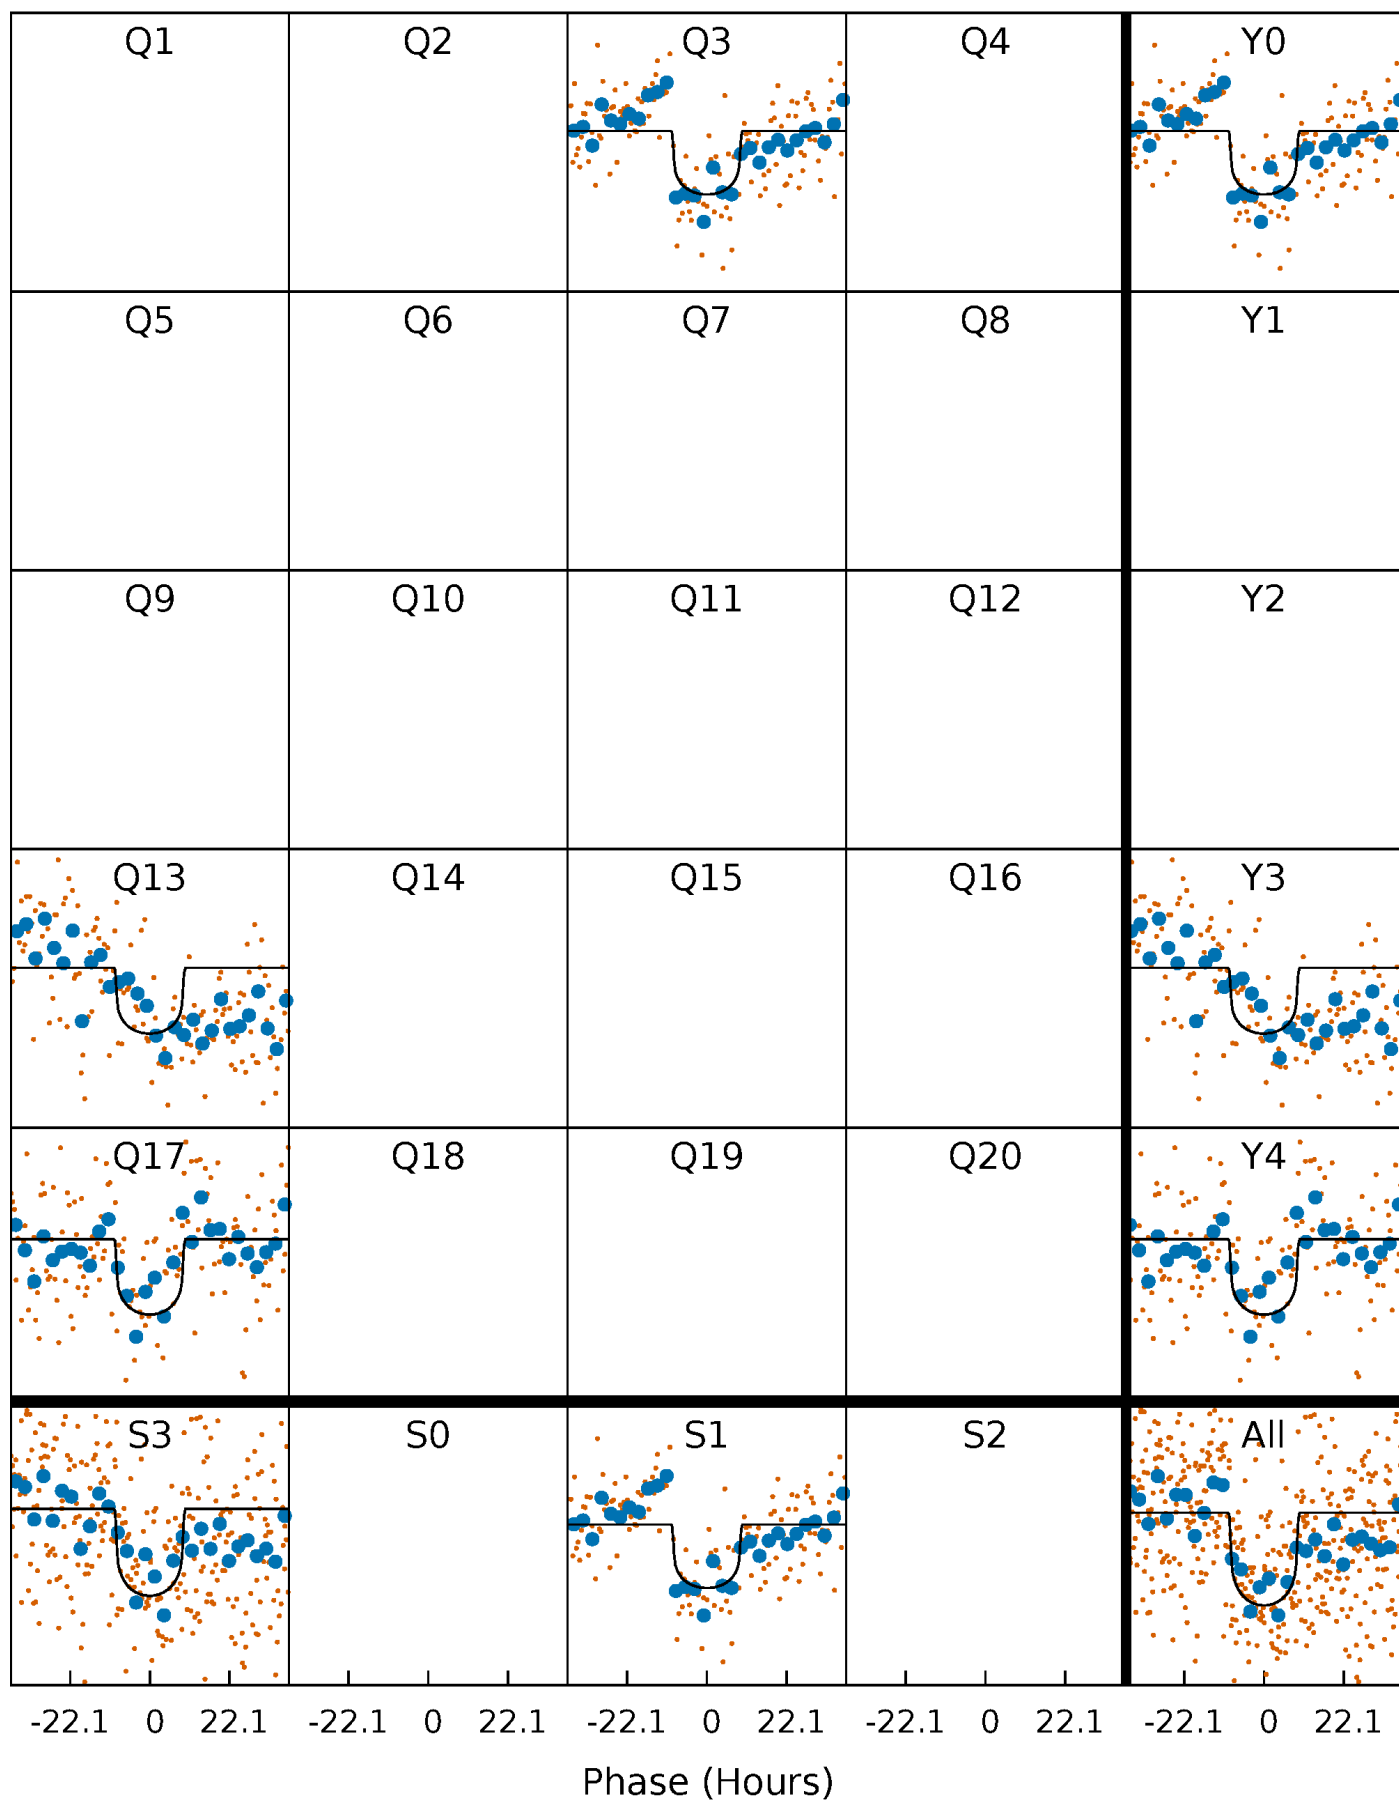 Q1 Q2 Q3 Q4 Y0
Q5 Q6 Q7 Q8 Y1
Q9 Q10 Q11 Q12 Y2
Q13 Q14 Q15 Q16 Y3
Q17 Q18 Q19 Q20 Y4
S3 S0 S1 S2 All
-22.1 0 22.1 -22.1 0 22.1 -22.1 0 22.1 -22.1 0 22.1 -22.1 0 22.1
Phase (Hours)